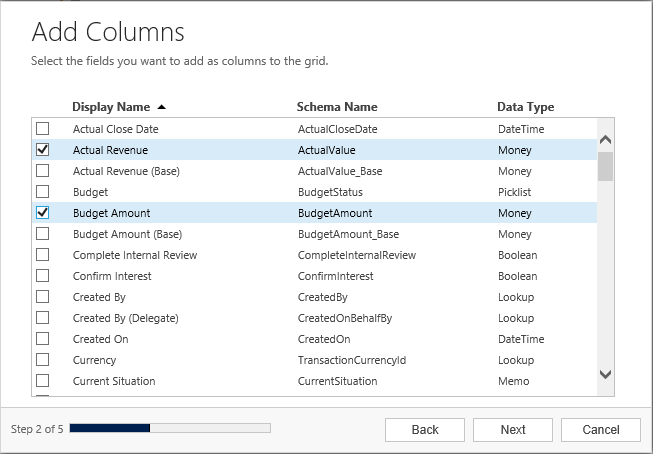 Add Columns
Select the fields you want to add as columns to the grid.
Display Name Schema Name Data Type
Actual Close Date ActualCloseDate DateTime
Actual Revenue ActualValue Money
Actual Revenue (Base) ActualValue_Base Money
Budget BudgetStatus Picklist
Budget Amount BudgetAmount Money
Budget Amount (Base) BudgetAmount_Base Money
Complete Internal Review CompleteInternalReview Boolean
Confirm Interest ConfirmInterest Boolean
Created By CreatedBy Lookup
Created By (Delegate) CreatedOnBehalfBy Lookup
Created On CreatedOn DateTime
Currency TransactionCurrencyId Lookup
Current Situation CurrentSituation Memo
Step 2 of 5 Back Next Cancel